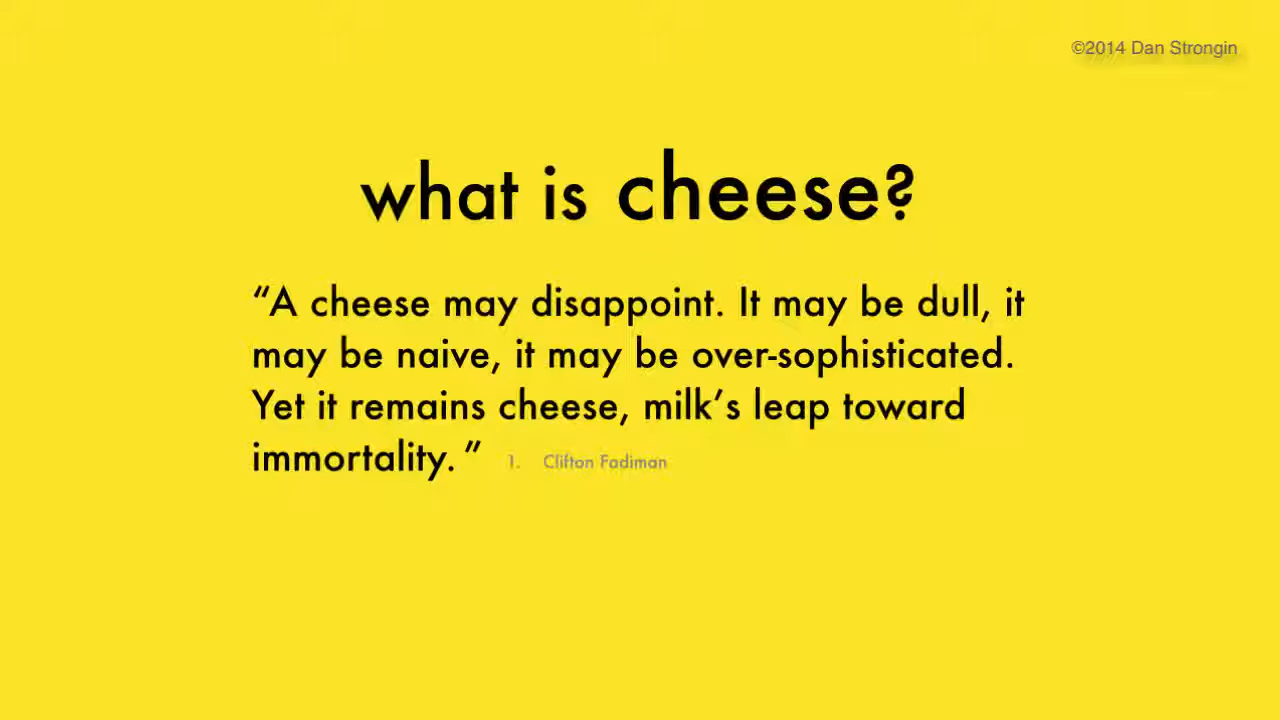 ©2014 Dan Strongin
what is cheese?
“A cheese may disappoint. It may be dull, it
may be naive, it may be over-sophisticated.
Yet it remains cheese, milk’s leap toward
immortality. ” 1. Clifton Fadiman